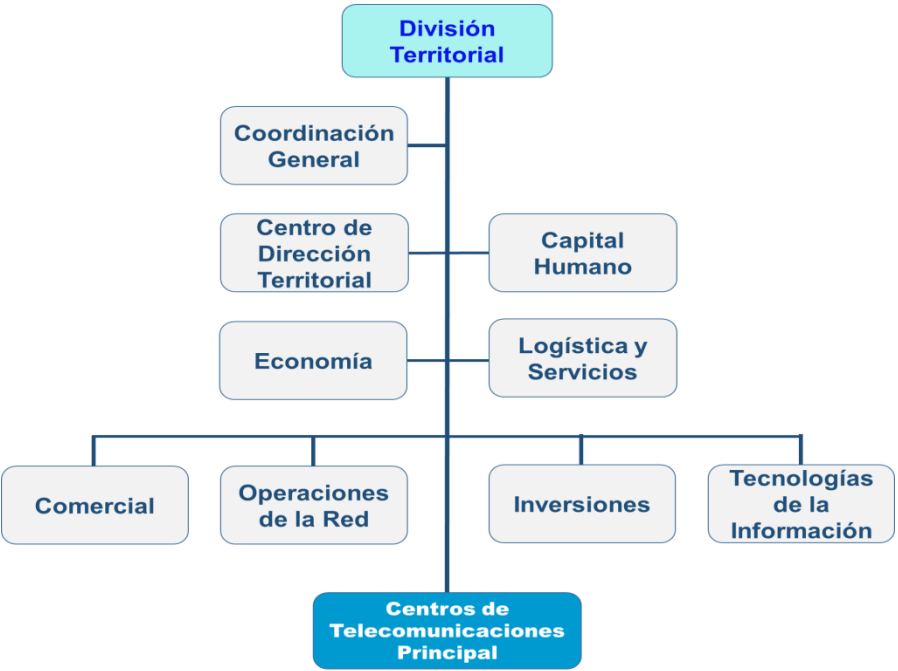 División
Territorial
Coordinación
General
Centro de
Dirección
Territorial
Capital
Humano
Economía
Logística y
Servicios
Comercial
Operaciones
de la Red
Inversiones
Tecnologías
de la
Información
Centros de
Telecomunicaciones
Principal